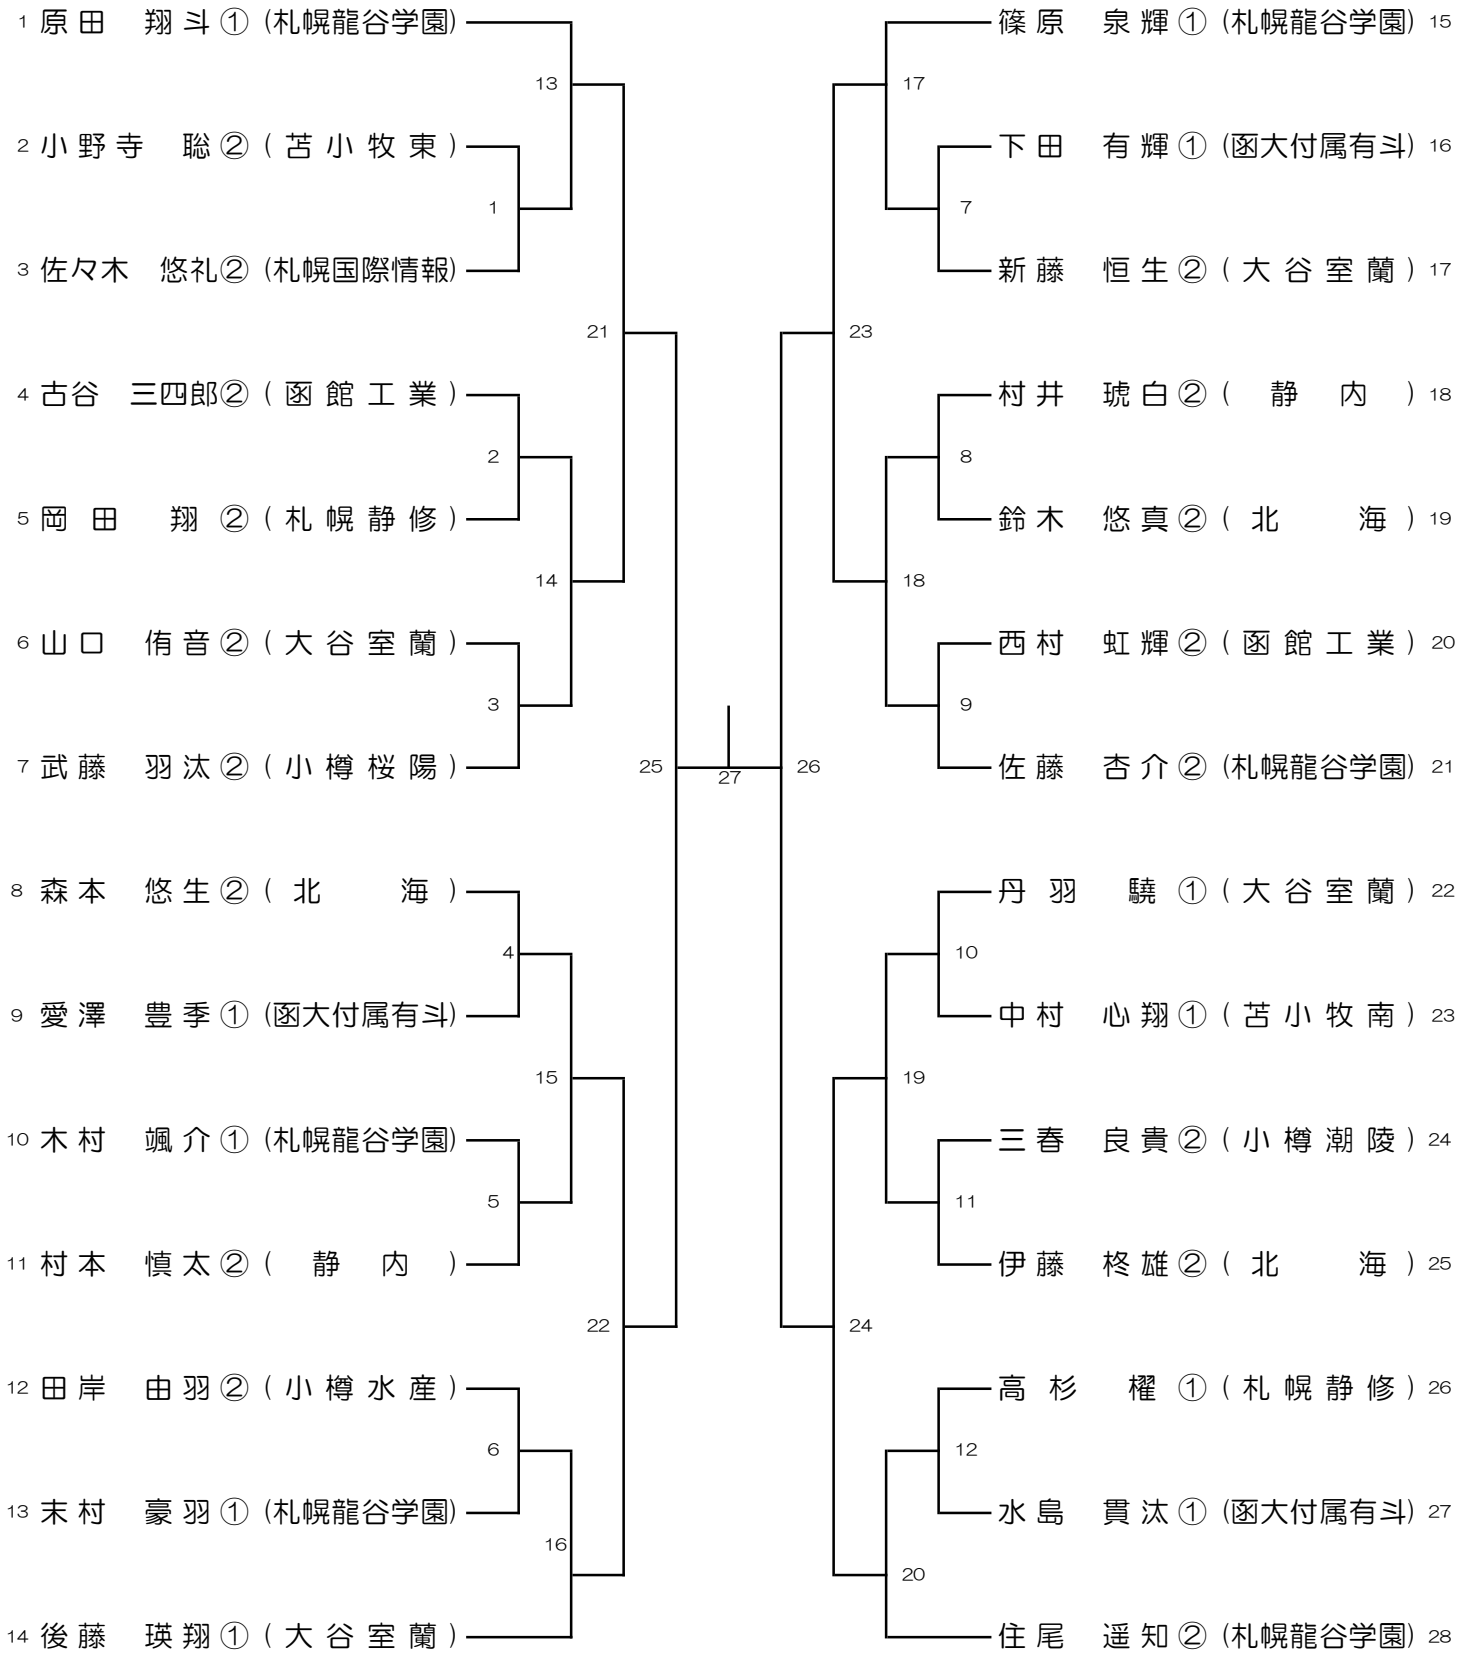 1 原田 翔斗① (札幌龍谷学園)
2 小野寺 聡② (苫小牧東)
3 佐々木 悠礼② (札幌国際情報)
4 古谷 三四郎② (函館工業)
5 岡田 翔② (札幌静修)
6 山口 侑音② (大谷室蘭)
7 武藤 羽汰② (小樽桜陽)
8 森本 悠生② (北海)
9 愛澤 豊季① (函大付属有斗)
10 木村 颯介① (札幌龍谷学園)
11 村本 慎太② (静内)
12 田岸 由羽② (小樽水産)
13 末村 豪羽① (札幌龍谷学園)
14 後藤 瑛翔① (大谷室蘭)
13
1
21
2
14
3
25
4
15
5
22
6
16
27
17
7
23
8
18
9
26
10
19
11
24
12
20
篠原 泉輝① (札幌龍谷学園) 15
下田 有輝① (函大付属有斗) 16
新藤 恒生② (大谷室蘭) 17
村井 琥白② (静内) 18
鈴木 悠真② (北海) 19
西村 虹輝② (函館工業) 20
佐藤 杏介② (札幌龍谷学園) 21
丹羽 驍① (大谷室蘭) 22
中村 心翔① (苫小牧南) 23
三春 良貴② (小樽潮陵) 24
伊藤 柊雄② (北海) 25
高杉 櫂① (札幌静修) 26
水島 貫汰① (函大付属有斗) 27
住尾 遥知② (札幌龍谷学園) 28